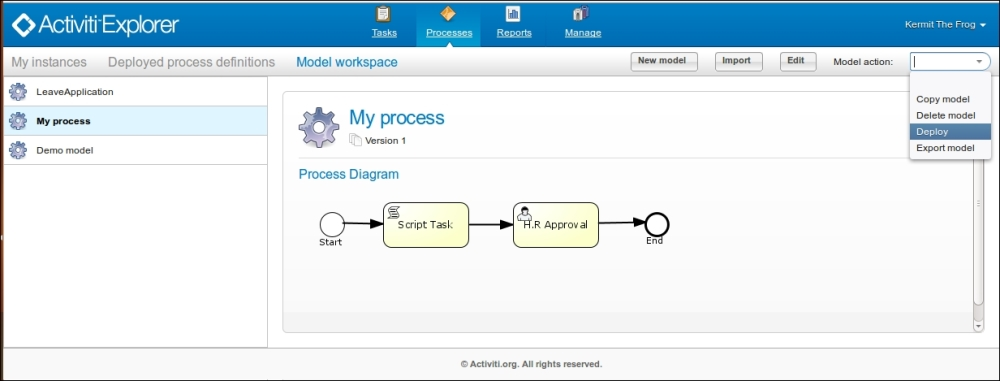 Activiti Explorer
Tasks
Processes
Reports
Manage
Kermit The Frog
My instances
Deployed process definitions
Model workspace
New model
Import
Edit
Model action:
Copy model
Delete model
Deploy
Export model
LeaveApplication
My process
Demo model
My process
Version 1
Process Diagram
Start
Script Task
H.R Approval
End
© Activiti.org. All rights reserved.